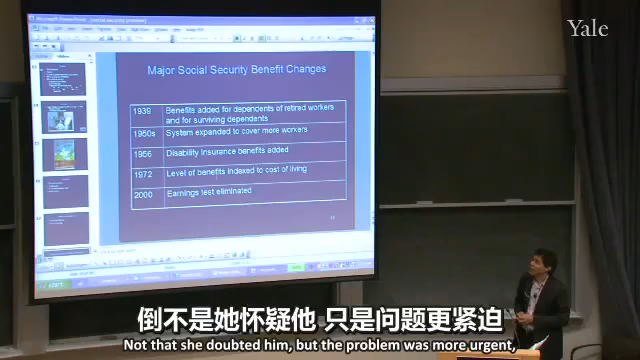 Yale
Major Social Security Benefit Changes
1939 Benefits added for dependents of retired workers
and for surviving dependents
1950s System expanded to cover more workers
1956 Disability Insurance benefits added
1972 Level of benefits indexed to cost of living
2000 Earnings test eliminated
倒不是她怀疑他 只是问题更紧迫
Not that she doubted him, but the problem was more urgent,